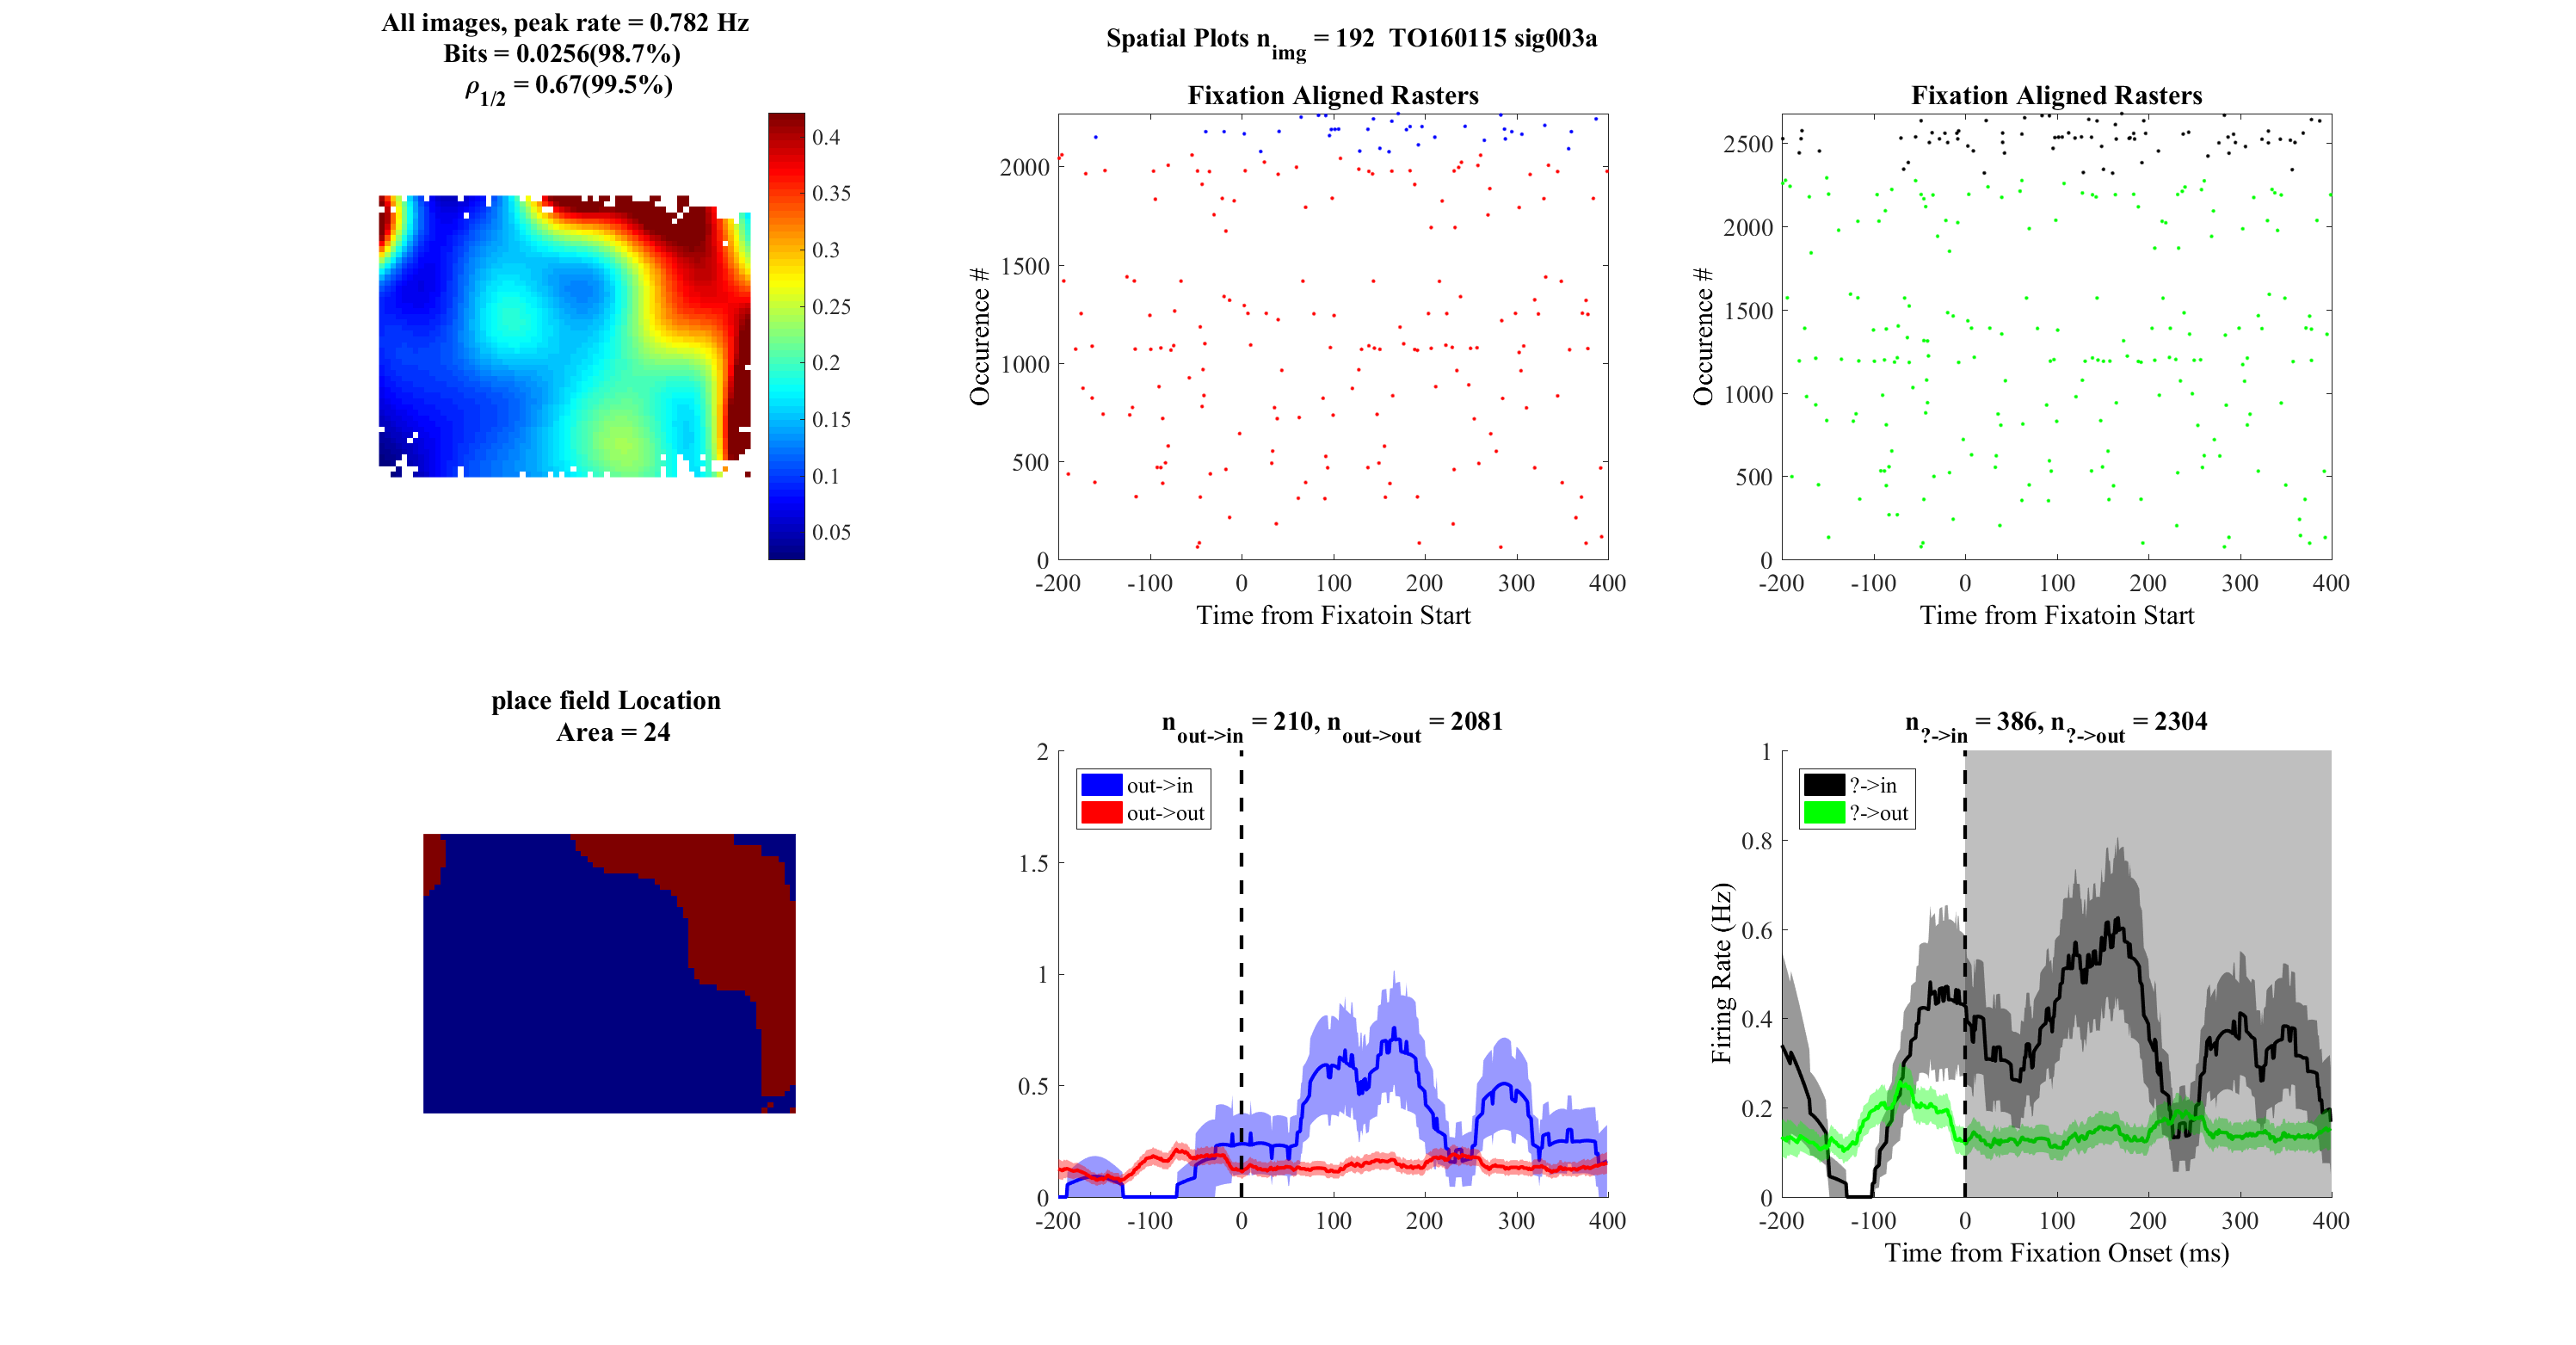 All images, peak rate = 0.782 Hz
Bits = 0.0256(98.7%)
ρ1/2 = 0.67(99.5%)
0.4
0.35
0.3
0.25
0.2
0.15
0.1
0.05
Spatial Plots nimg = 192 TO160115 sig003a
Fixation Aligned Rasters
Occurence #
2000
1500
1000
500
0
-200 -100 0 100 200 300 400
Time from Fixatoin Start
Fixation Aligned Rasters
Occurence #
2500
2000
1500
1000
500
0
-200 -100 0 100 200 300 400
Time from Fixatoin Start
place field Location
Area = 24
nout->in = 210, nout->out = 2081
2
1.5
1
0.5
0
out->in
out->out
-200 -100 0 100 200 300 400
n?->in = 386, n?->out = 2304
Firing Rate (Hz)
1
0.8
0.6
0.4
0.2
0
?->in
?->out
-200 -100 0 100 200 300 400
Time from Fixation Onset (ms)